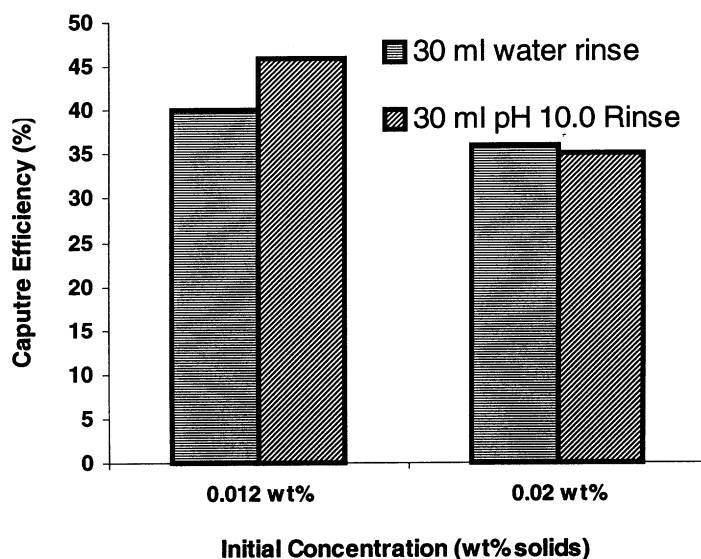 Caputre Efficiency (%)
50
45
40
35
30
25
20
15
10
5
0
30 ml water rinse
30 ml pH 10.0 Rinse
0.012 wt%
0.02 wt%
Initial Concentration (wt% solids)